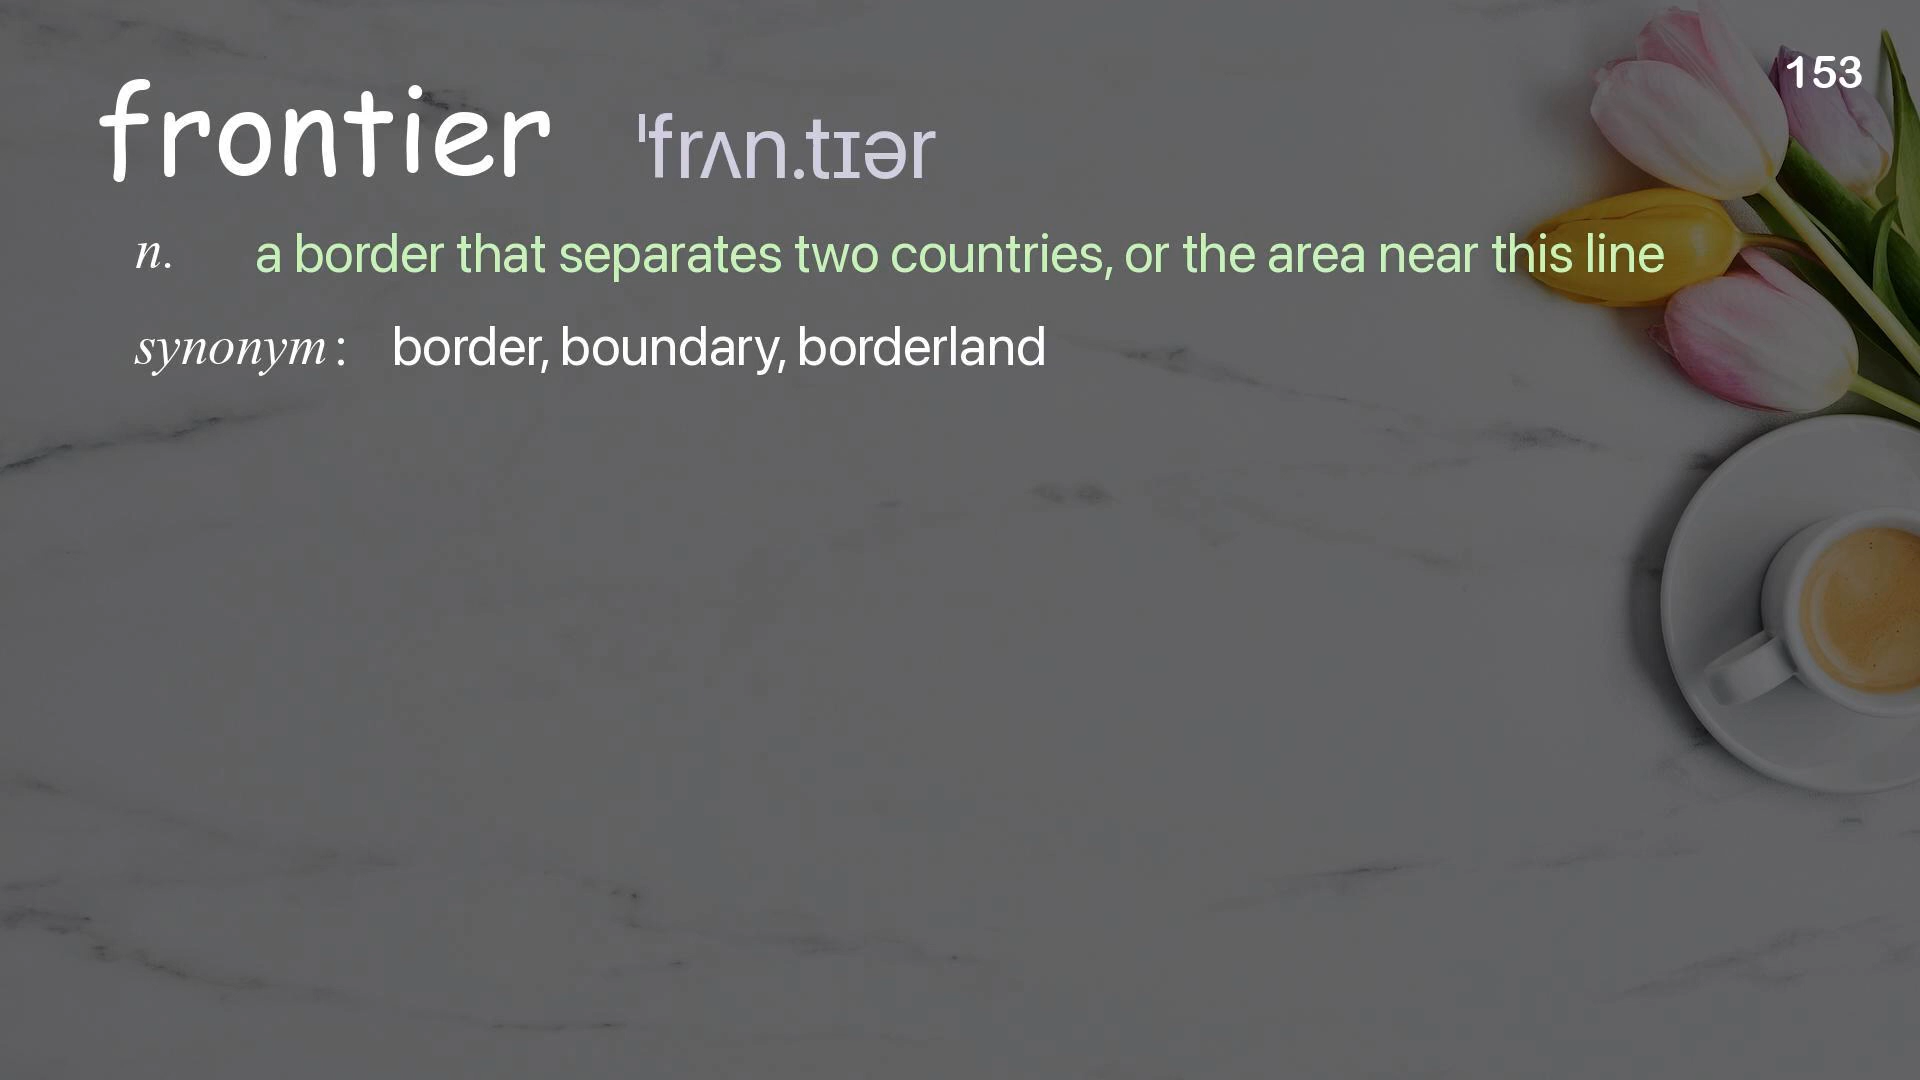 153
frontier ˈfrʌn.tɪər
n. a border that separates two countries, or the area near this line
synonym: border, boundary, borderland